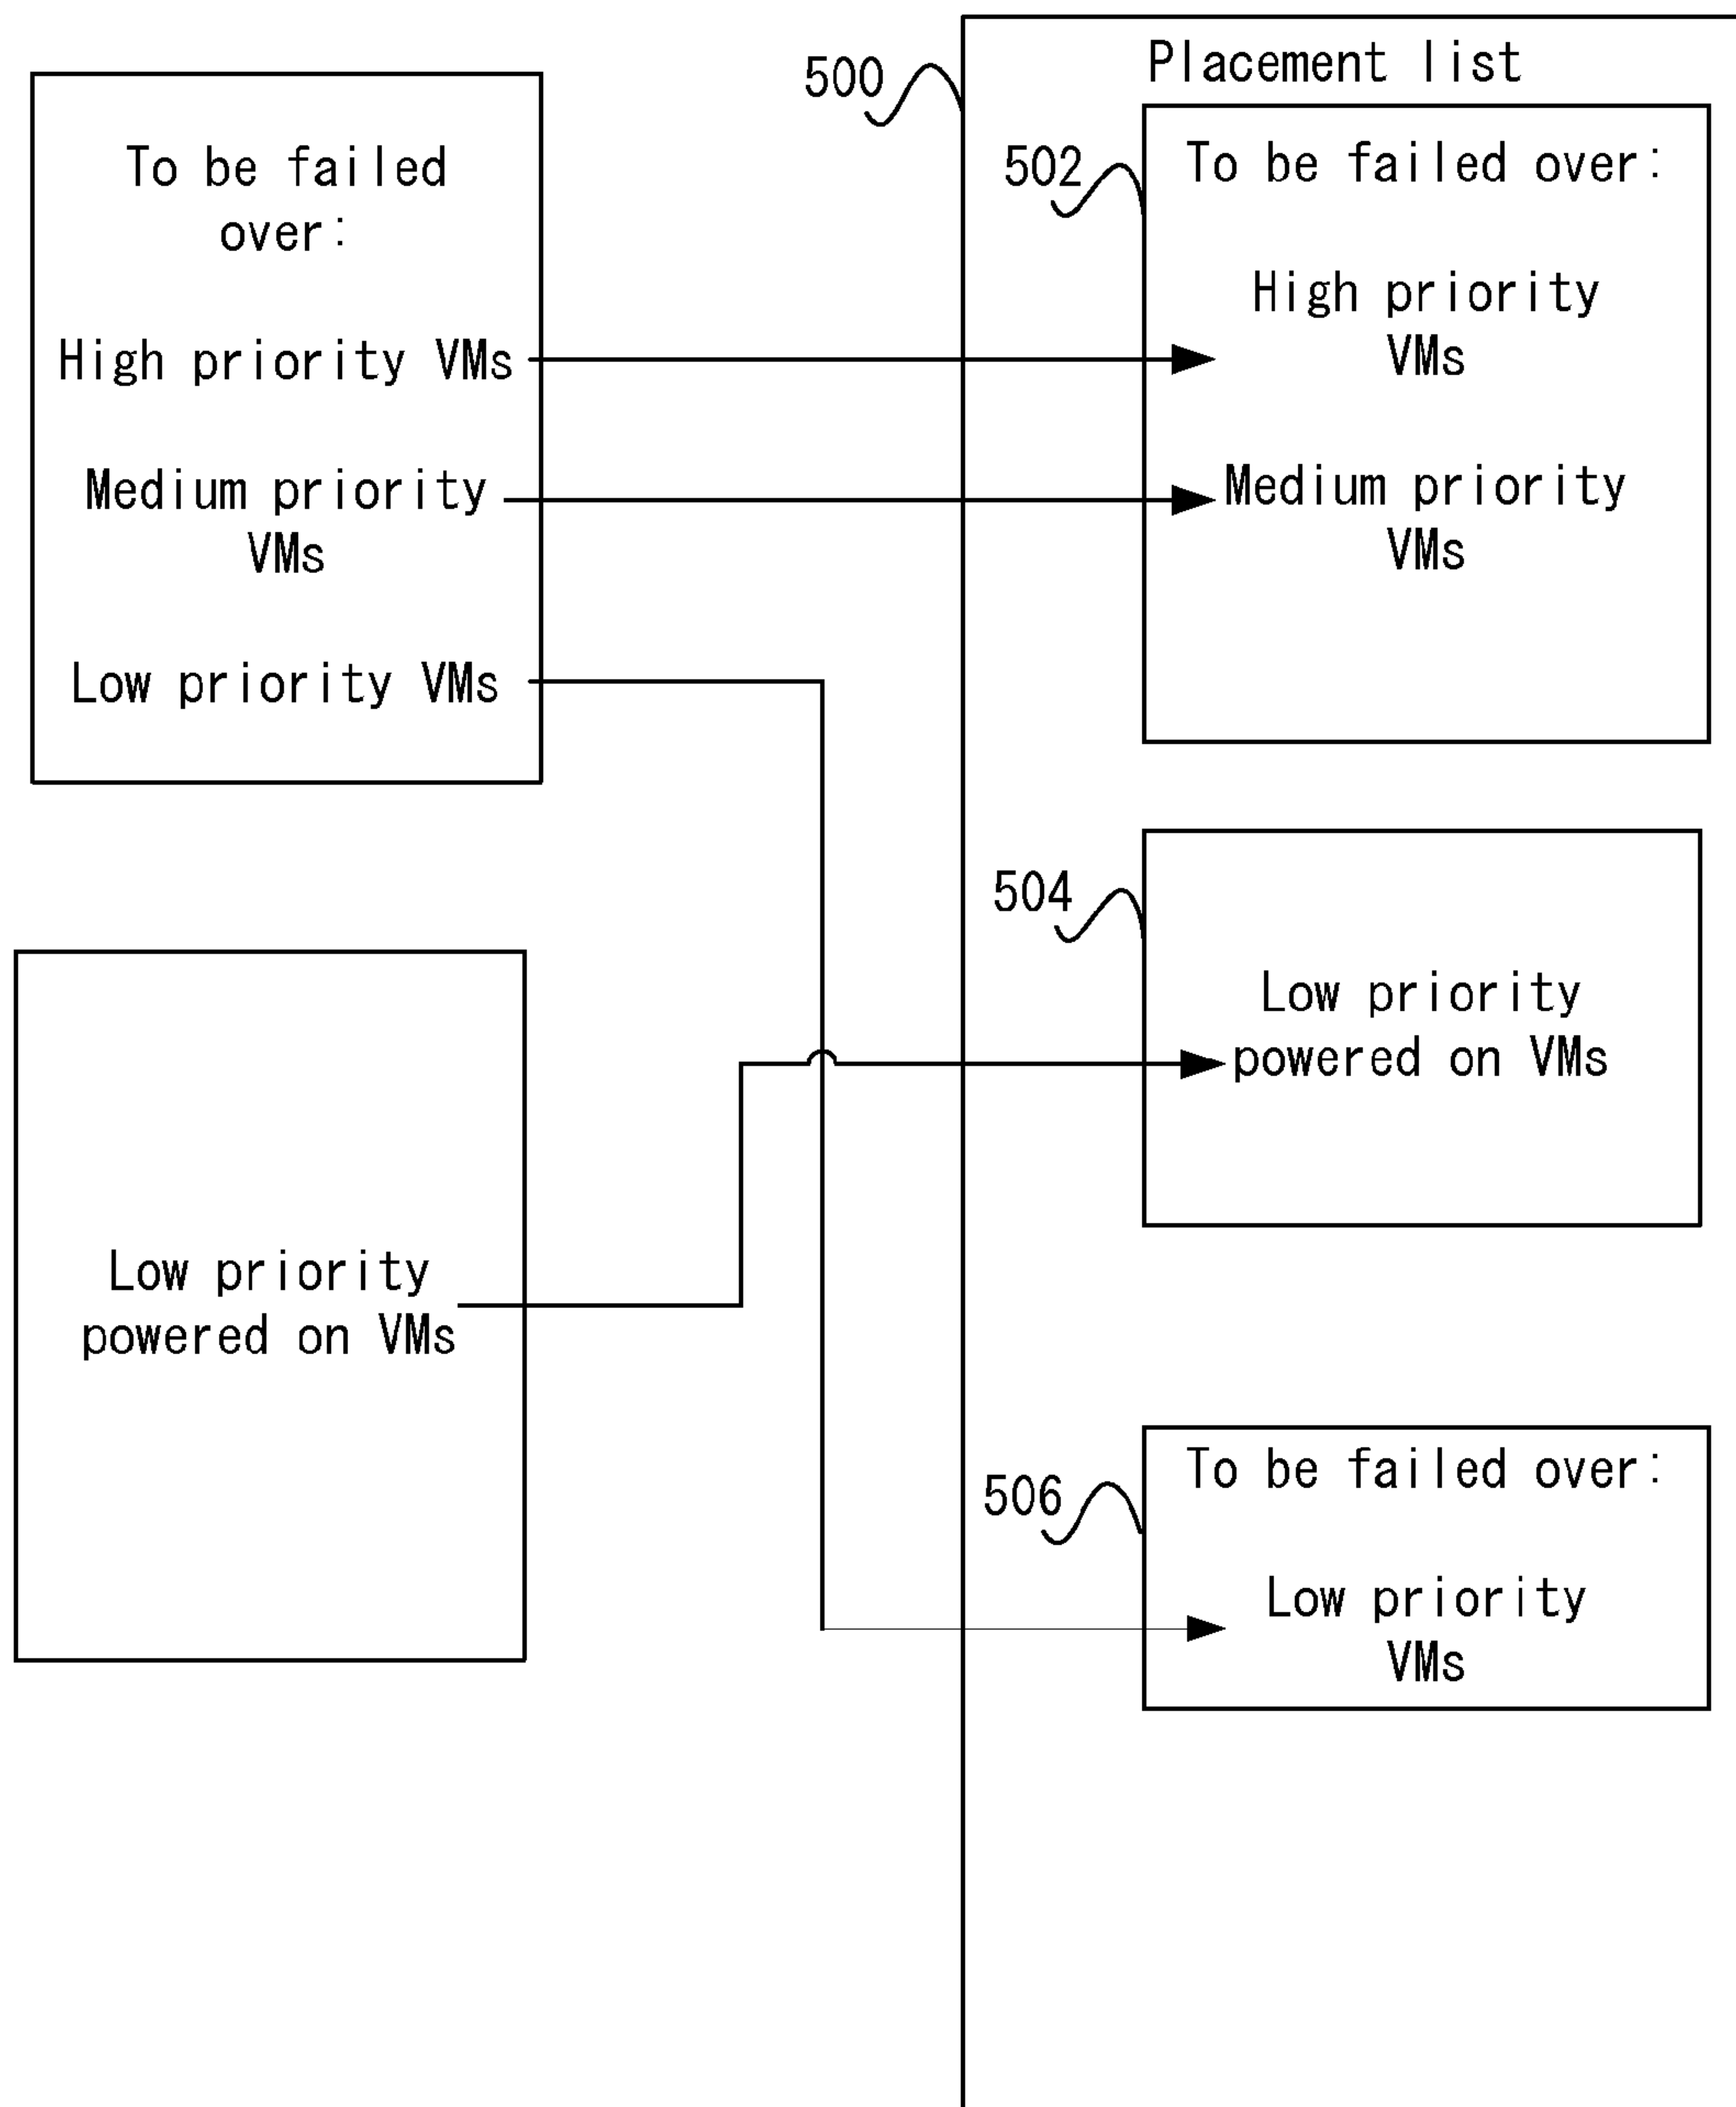 To be failed
over:
High priority VMs
Medium priority
VMs
Low priority VMs
Low priority
powered on VMs
500
Placement list
502
To be failed over:
High priority
VMs
Medium priority
VMs
504
Low priority
powered on VMs
506
To be failed over:
Low priority
VMs